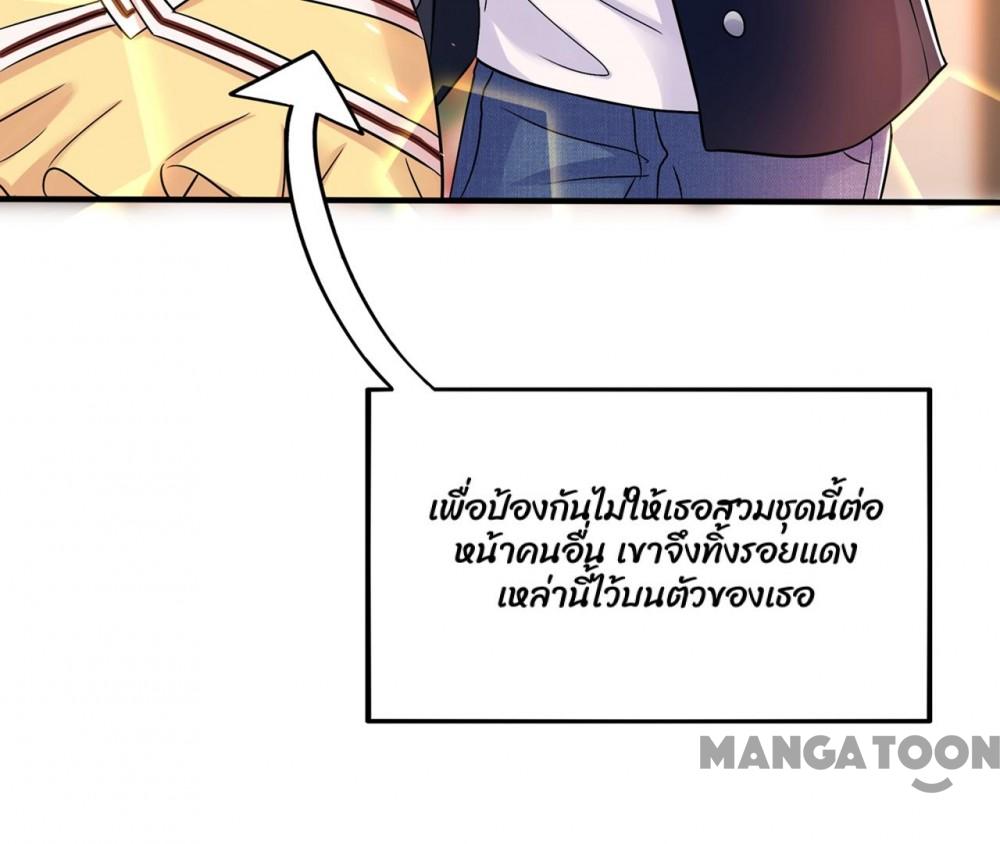 เพื่อป้องกันไม่ให้เธอสวมชุดนี้ต่อ
หน้าคนอื่น เขาจึงทิ้งรอยแดง
เหล่านี้ไว้บนตัวของเธอ
MANGATOON